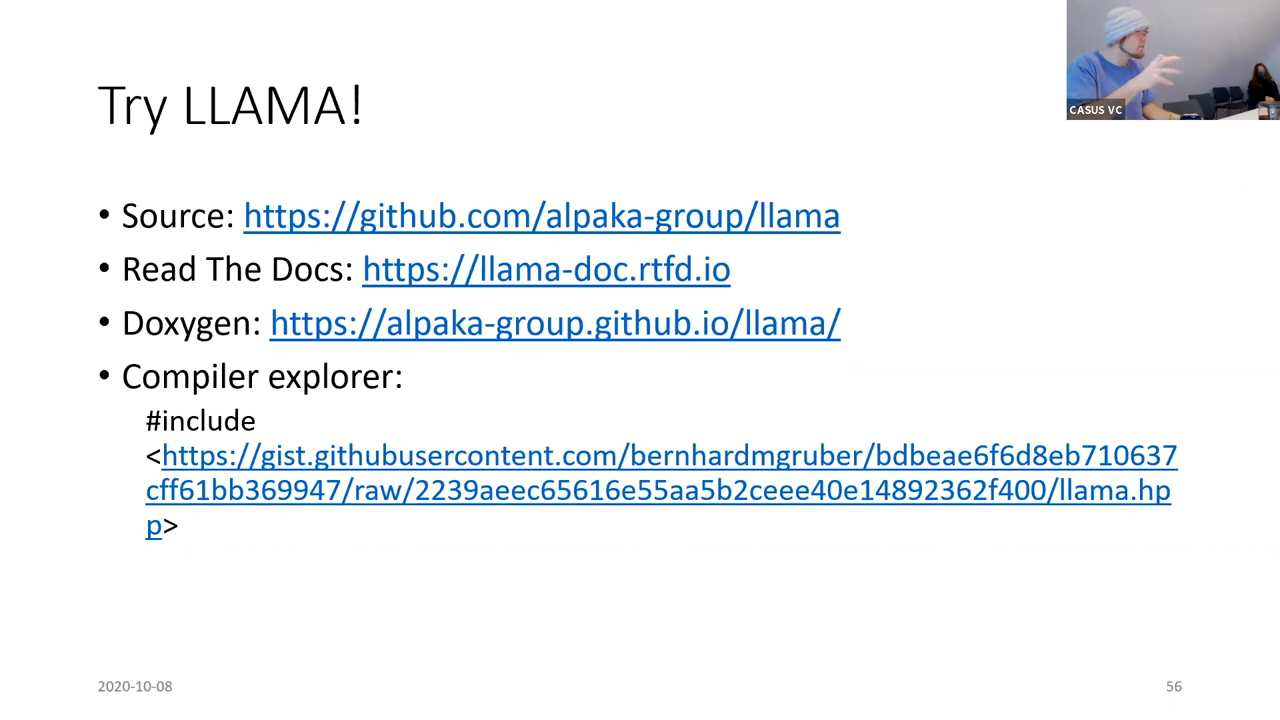 CASUS VC
Try LLAMA!
• Source: https://github.com/alpaka-group/llama
• Read The Docs: https://llama-doc.rtfd.io
• Doxygen: https://alpaka-group.github.io/llama/
• Compiler explorer:
#include
<https://gist.githubusercontent.com/bernhardmgruber/bdbeae6f6d8eb710637
cff61bb369947/raw/2239aeec65616e55aa5b2ceee40e14892362f400/llama.hp
p>
2020-10-08
56